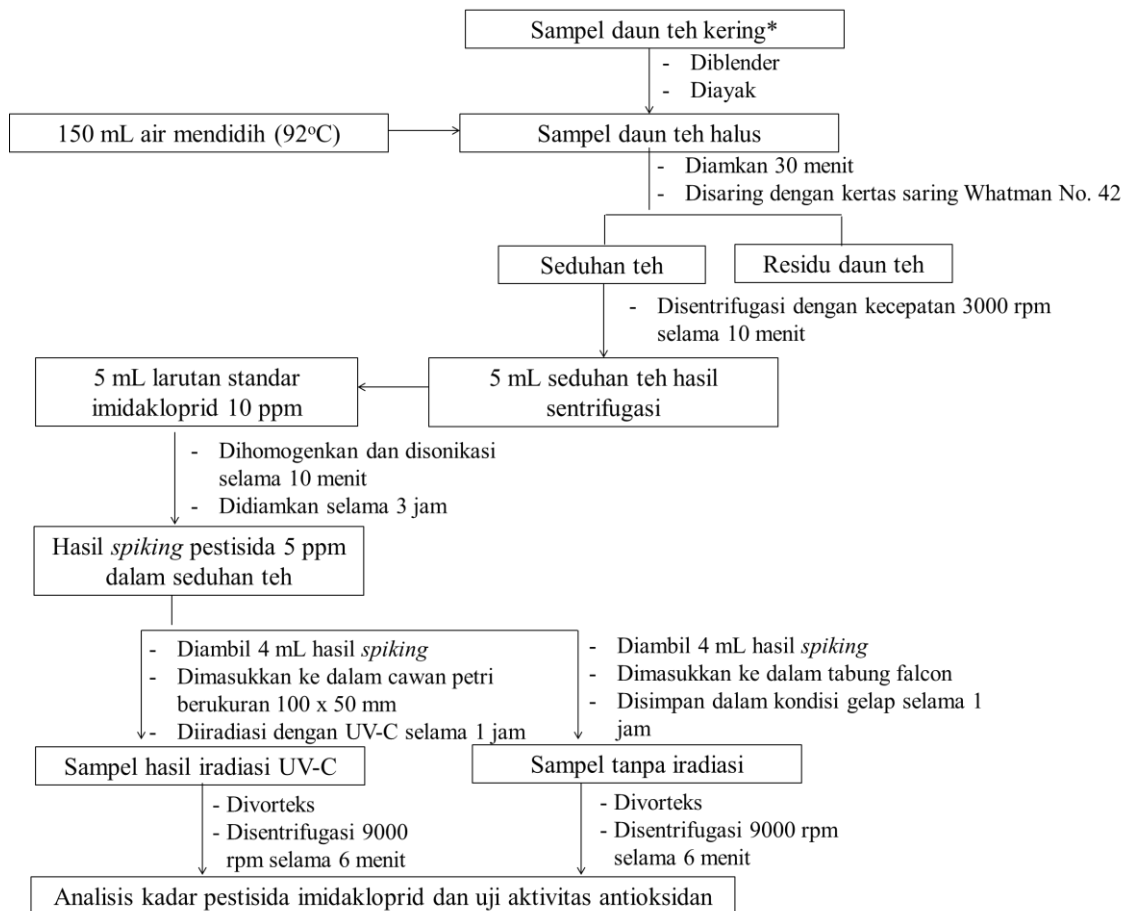 Sampel daun teh kering*
- Diblender
- Diayak
150 mL air mendidih (92°C)
Sampel daun teh halus
- Diamkan 30 menit
- Disaring dengan kertas saring Whatman No. 42
Seduhan teh
Residu daun teh
- Disentrifugasi dengan kecepatan 3000 rpm
selama 10 menit
5 mL larutan standar
imidakloprid 10 ppm
5 mL seduhan teh hasil
sentrifugasi
- Dihomogenkan dan disonikasi
selama 10 menit
- Didiamkan selama 3 jam
Hasil spiking pestisida 5 ppm
dalam seduhan teh
- Diambil 4 mL hasil spiking
- Dimasukkan ke dalam cawan petri
berukuran 100 x 50 mm
- Diiradiasi dengan UV-C selama 1 jam
- Diambil 4 mL hasil spiking
- Dimasukkan ke dalam tabung falcon
- Disimpan dalam kondisi gelap selama 1
jam
Sampel hasil iradiasi UV-C
Sampel tanpa iradiasi
- Divorteks
- Disentrifugasi 9000
rpm selama 6 menit
- Divorteks
- Disentrifugasi 9000 rpm
selama 6 menit
Analisis kadar pestisida imidakloprid dan uji aktivitas antioksidan